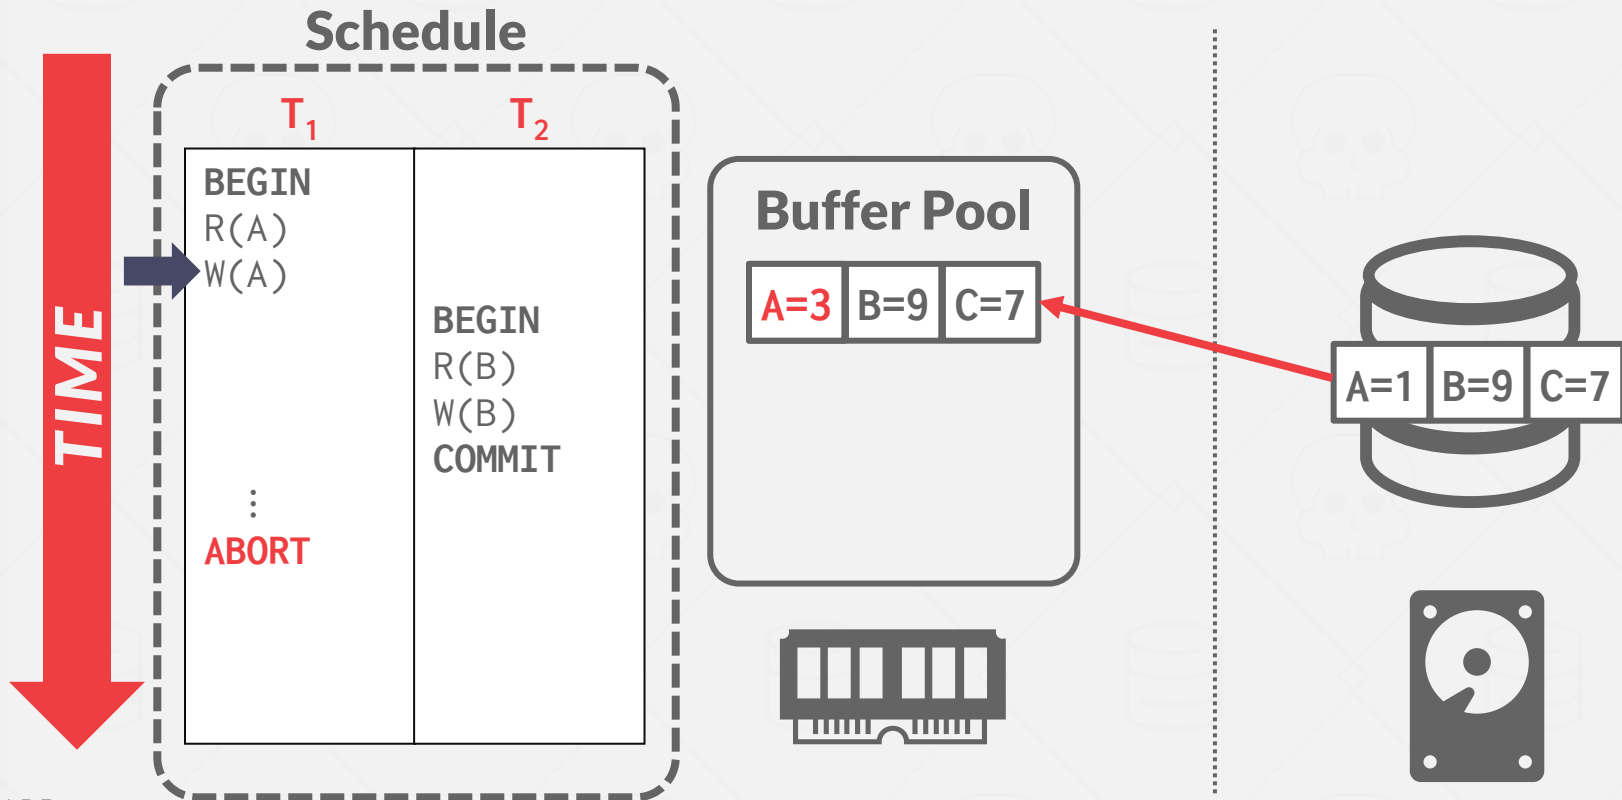 Schedule
TIME
T1
T2
BEGIN
R(A)
W(A)
BEGIN
R(B)
W(B)
COMMIT
⋮
ABORT
Buffer Pool
A=3 B=9 C=7
A=1 B=9 C=7